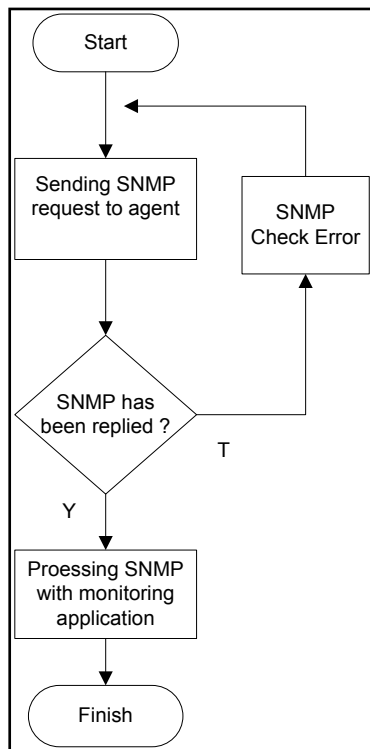 Start
Sending SNMP
request to agent
SNMP
Check Error
SNMP has
been replied ?
T
Y
Proessing SNMP
with monitoring
application
Finish